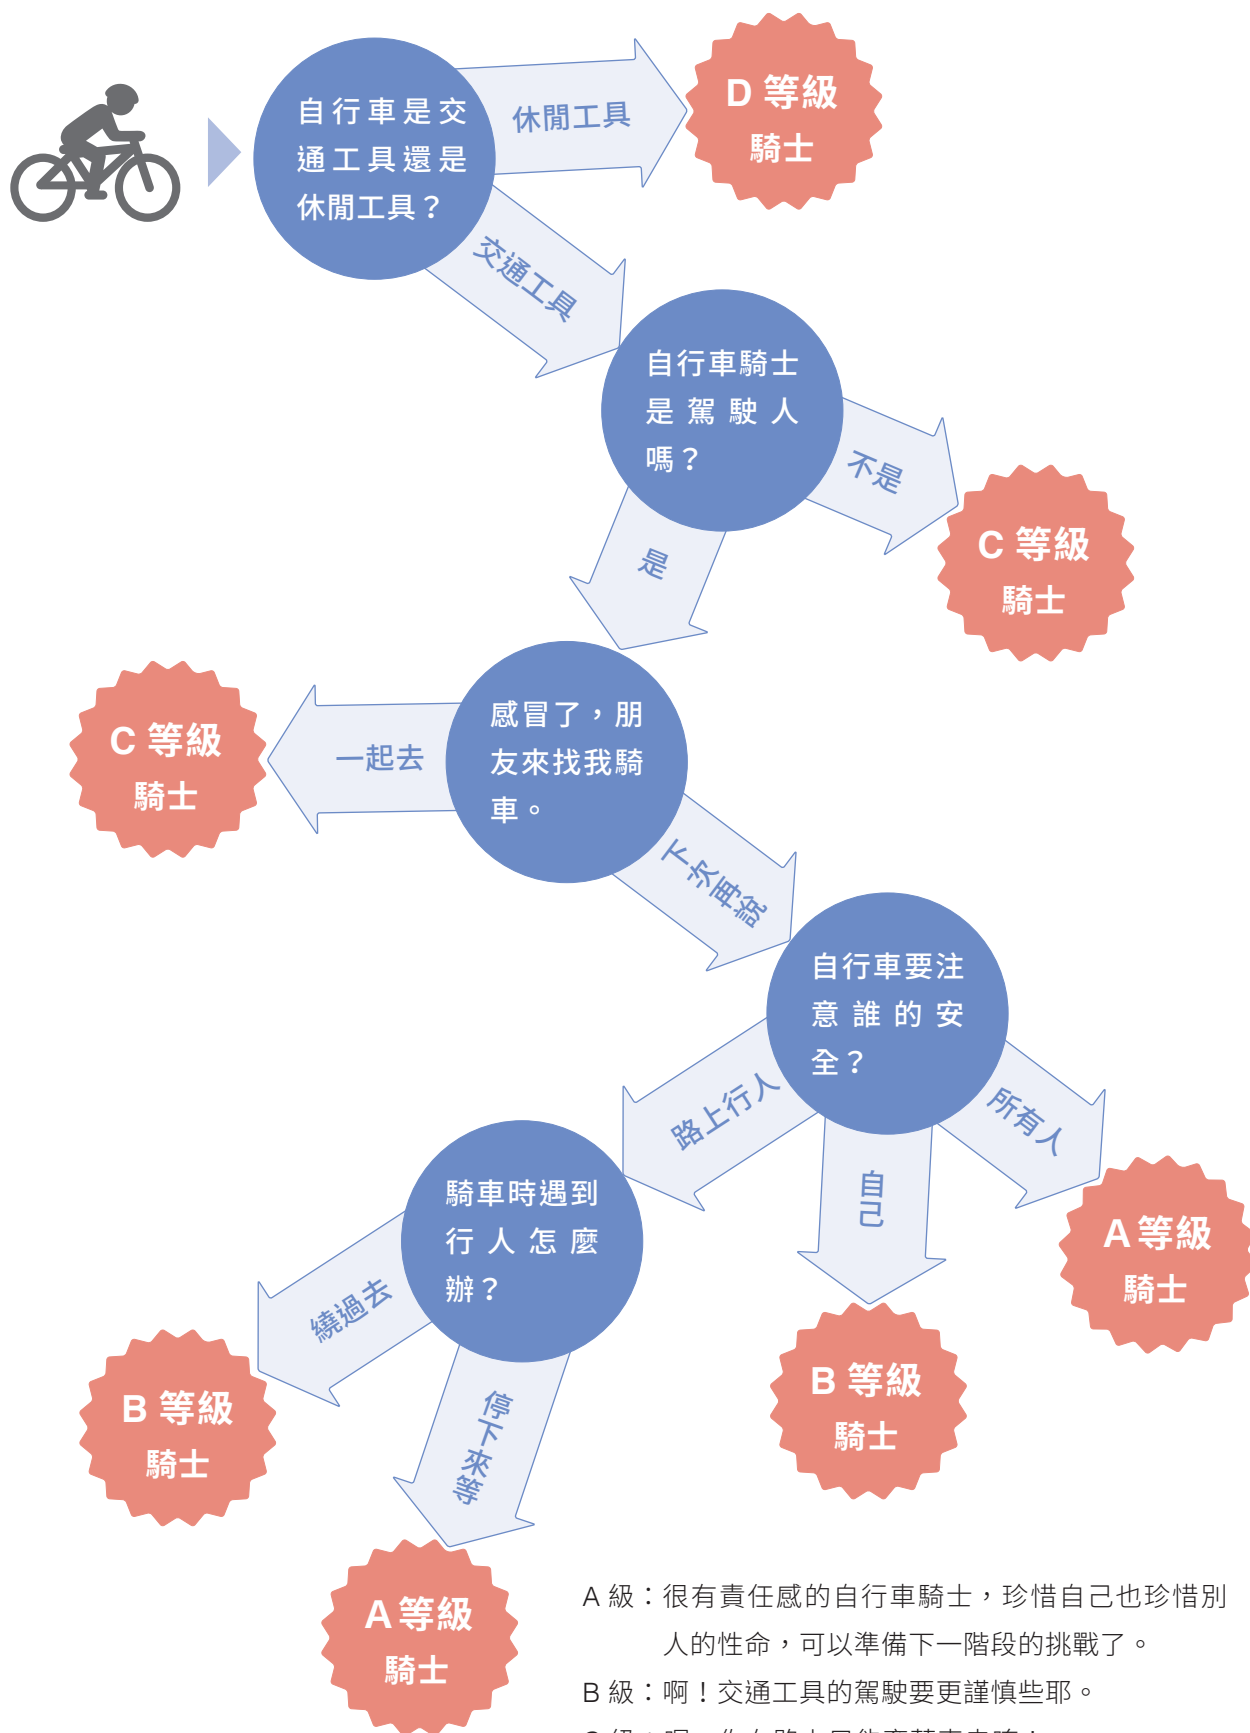 自行車是交
通工具還是
休閒工具？
休閒工具
D 等級
騎士
交通工具
自行車騎士
是駕駛人
嗎？
不是
C 等級
騎士
是
感冒了，朋
友來找我騎
車。
一起去
C 等級
騎士
下次再說
自行車要注
意誰的安
全？
所有人
A 等級
騎士
自己
B 等級
騎士
路上行人
騎車時遇到
行人怎麼
辦？
繞過去
B 等級
騎士
停下來等
A 等級
騎士
A 級：很有責任感的自行車騎士，珍惜自己也珍惜別
人的性命，可以準備下一階段的挑戰了。
B 級：啊！交通工具的駕駛要更謹慎些耶。